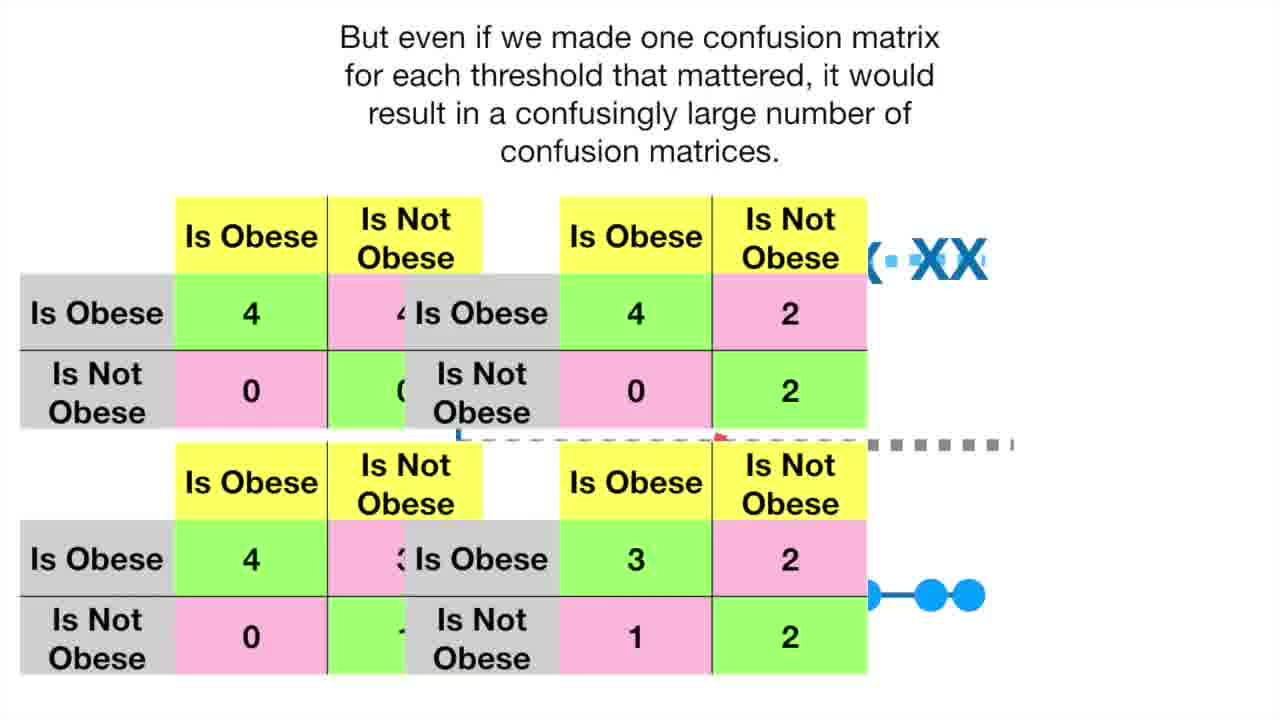 But even if we made one confusion matrix
for each threshold that mattered, it would
result in a confusingly large number of
confusion matrices.
Is Obese Is Not Obese Is Obese Is Not Obese
Is Obese 4 Is Obese 4 2
Is Not Obese 0 Is Not Obese 0 2
Is Obese Is Not Obese Is Obese Is Not Obese
Is Obese 4 Is Obese 3 2
Is Not Obese 0 Is Not Obese 1 2
XX